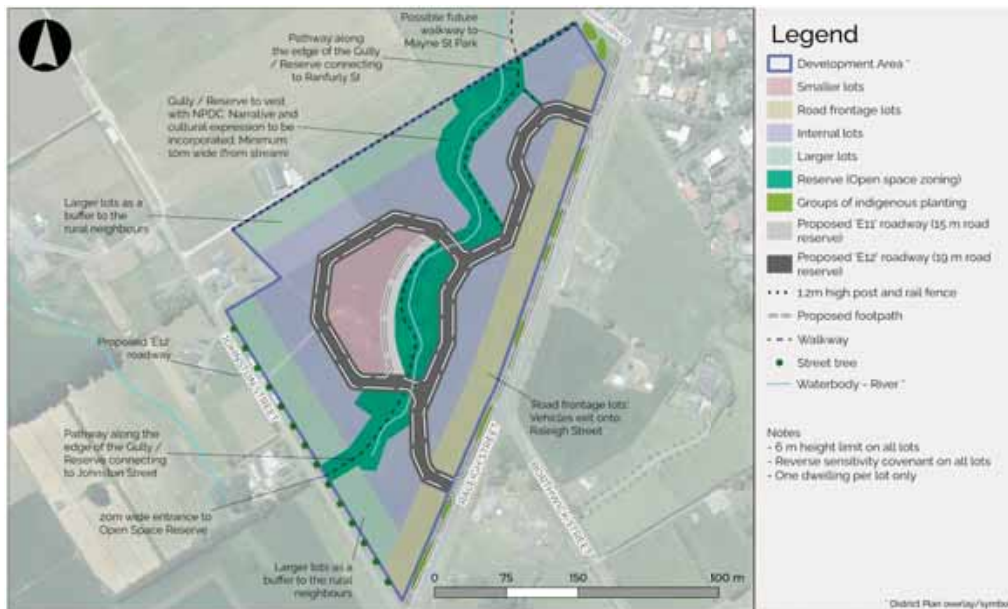 Possible future
walkway to
Mayne St Park
Pathway along
the edge of the Gully
/ Reserve connecting
to Ranfurly St
Gully / Reserve to vest
with NPDC. Narrative and
cultural expression to be
incorporated. Minimum
10m wide (from stream)
Larger lots as a
buffer to the
rural neighbours
Proposed 'E12'
roadway
JOHNSTON STREET
Pathway along the
edge of the Gully /
Reserve connecting
to Johnston Street
20m wide entrance to
Open Space Reserve
Larger lots as a
buffer to the rural
neighbours
Road frontage lots:
Vehicles exit onto
Raleigh Street
RALEIGH STREET
BORTHWICK STREET
0 75 150 300 m
Legend
Development Area *
Smaller lots
Road frontage lots
Internal lots
Larger lots
Reserve (Open space zoning)
Groups of indigenous planting
Proposed 'E11' roadway (15 m road
reserve)
Proposed 'E12' roadway (19 m road
reserve)
1.2m high post and rail fence
Proposed footpath
Walkway
Street tree
Waterbody - River *
Notes
- 6 m height limit on all lots
- Reverse sensitivity covenant on all lots
- One dwelling per lot only
* District Plan overlay/symbol